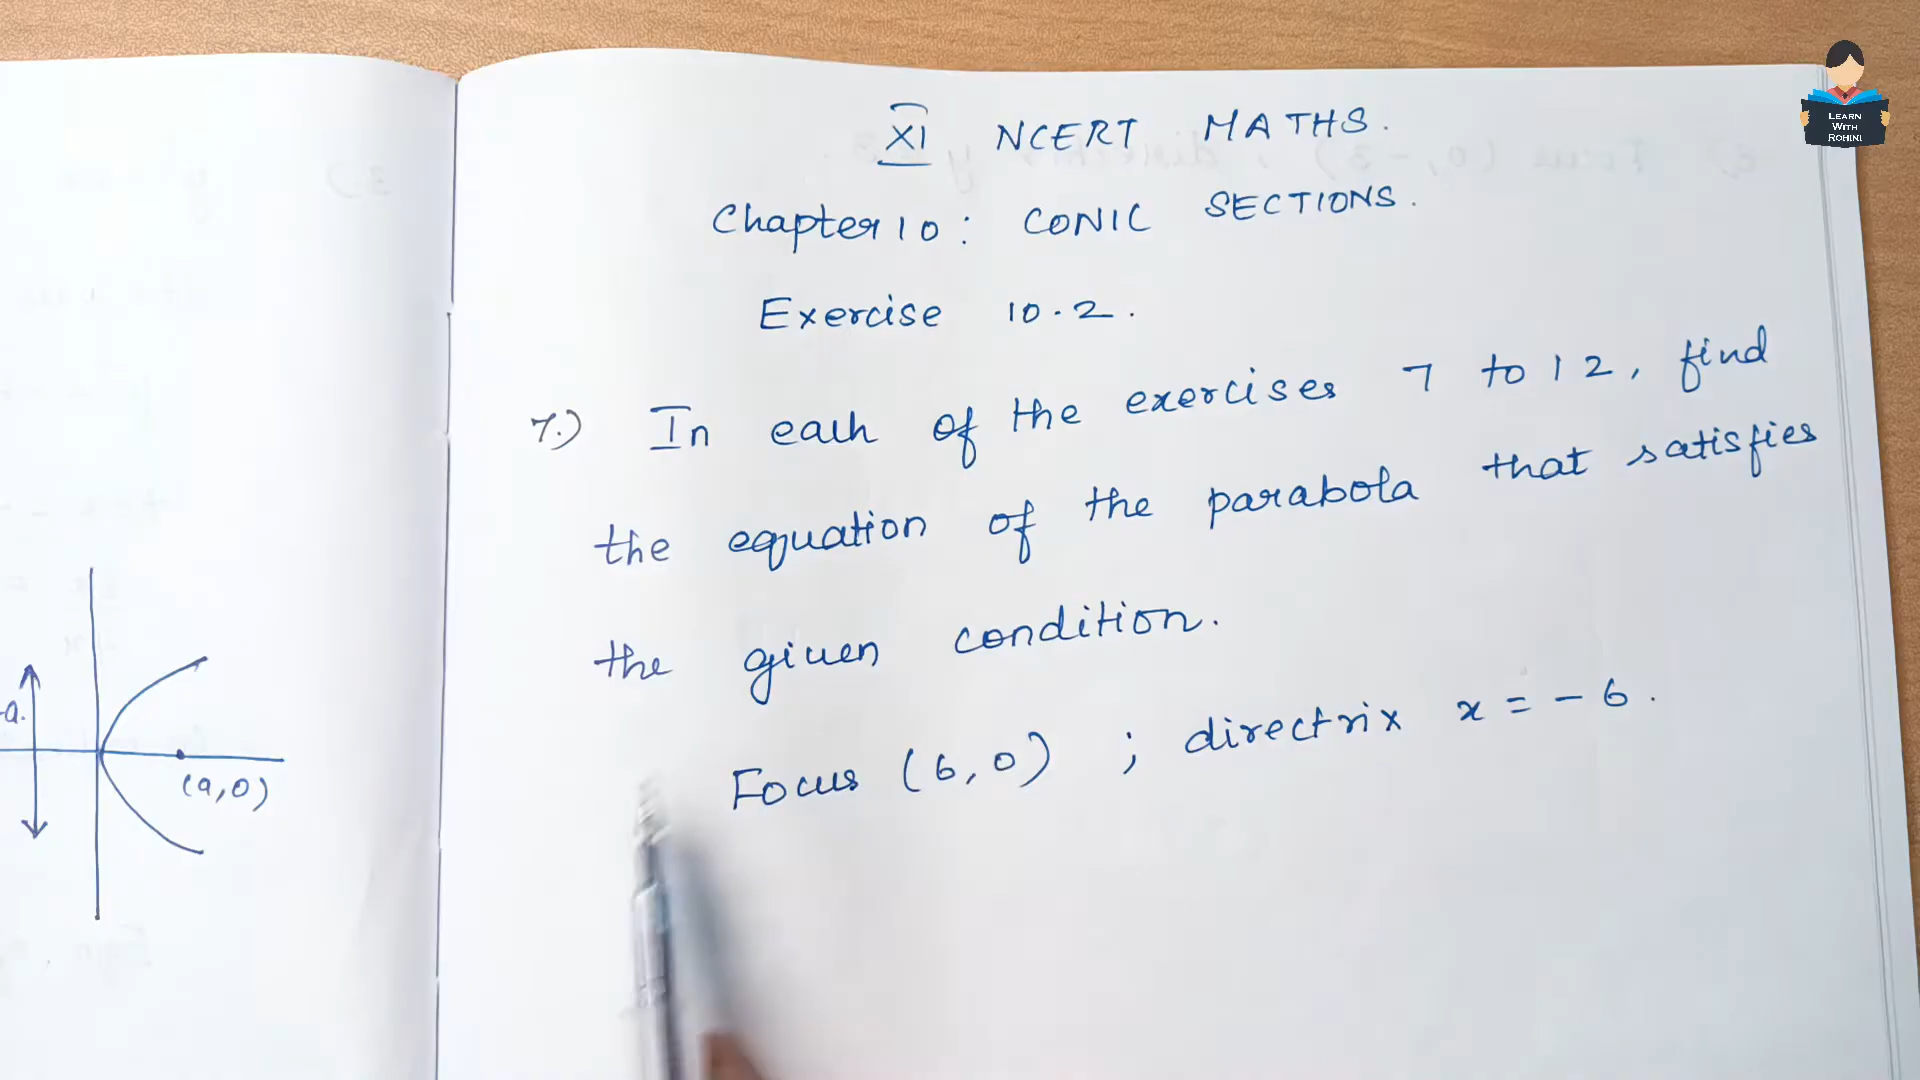 XI NCERT MATHS.
Chapter 10: CONIC SECTIONS.
Exercise 10.2.
7.) In each of the exercises 7 to 12, find
the equation of the parabola that satisfies
the given condition.
Focus (6,0) ; directrix x = -6.
-a.
(a,0)
LEARN
WITH
ROHINI